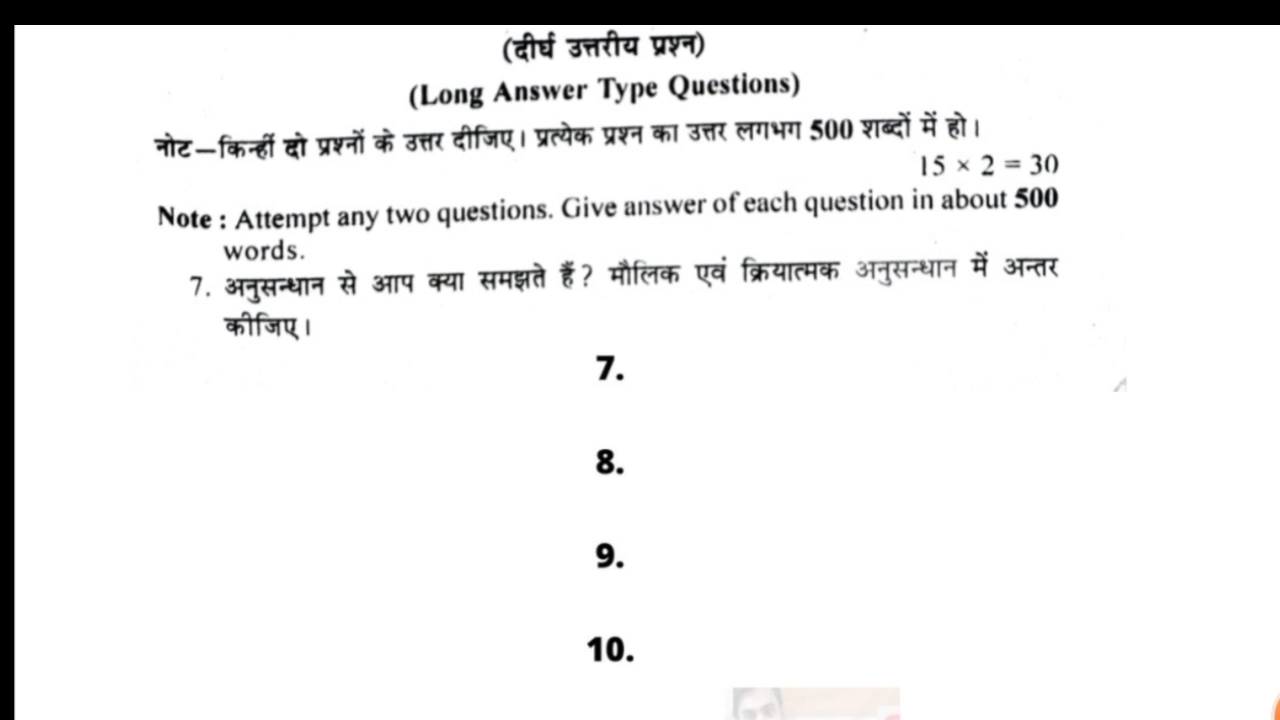 (दीर्घ उत्तरीय प्रश्न)
(Long Answer Type Questions)
नोट—किन्हीं दो प्रश्नों के उत्तर दीजिए। प्रत्येक प्रश्न का उत्तर लगभग 500 शब्दों में हो।
15 × 2 = 30
Note : Attempt any two questions. Give answer of each question in about 500
words.
7. अनुसन्धान से आप क्या समझते हैं? मौलिक एवं क्रियात्मक अनुसन्धान में अन्तर
कीजिए।
7.
8.
9.
10.